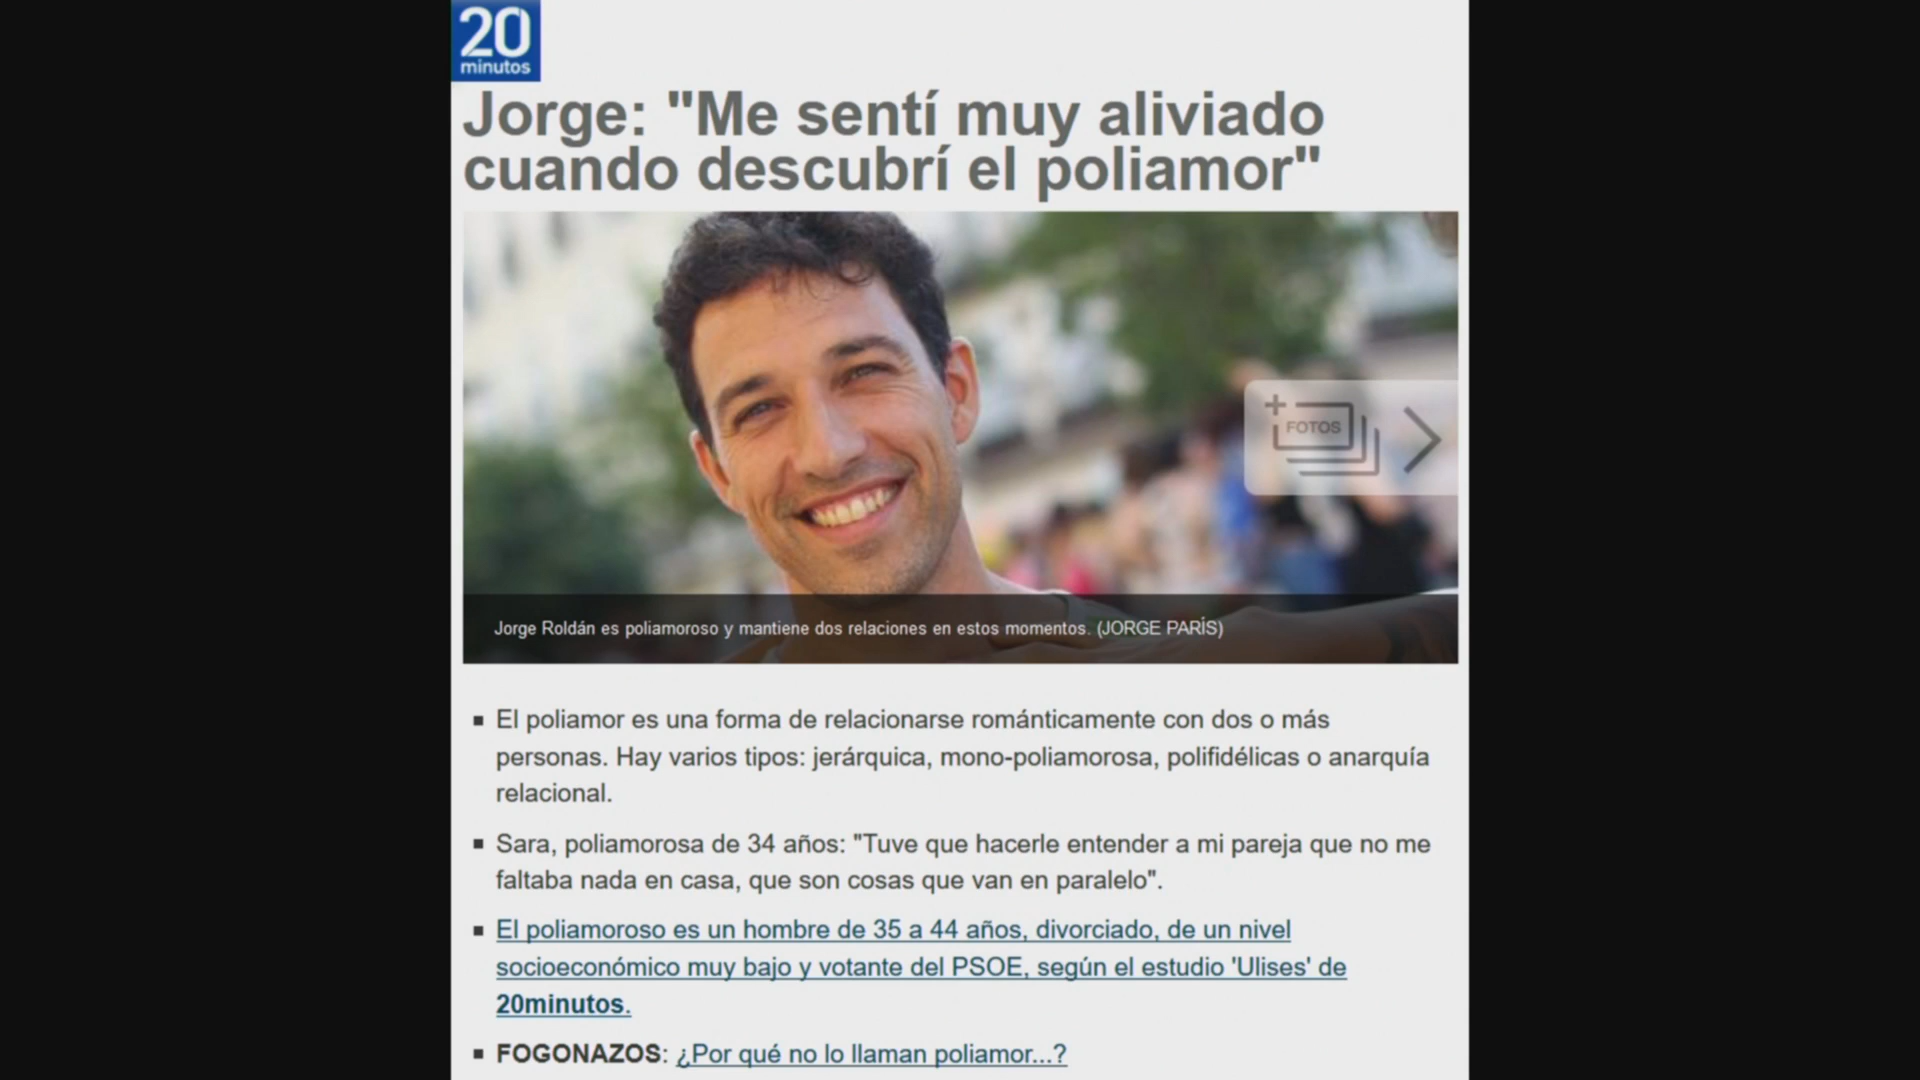 20
minutos
Jorge: "Me sentí muy aliviado
cuando descubrí el poliamor"
FOTOS
Jorge Roldán es poliamoroso y mantiene dos relaciones en estos momentos. (JORGE PARÍS)
El poliamor es una forma de relacionarse románticamente con dos o más
personas. Hay varios tipos: jerárquica, mono-poliamorosa, polifidélicas o anarquía
relacional.
Sara, poliamorosa de 34 años: "Tuve que hacerle entender a mi pareja que no me
faltaba nada en casa, que son cosas que van en paralelo".
El poliamoroso es un hombre de 35 a 44 años, divorciado, de un nivel
socioeconómico muy bajo y votante del PSOE, según el estudio 'Ulises' de
20minutos.
FOGONAZOS: ¿Por qué no lo llaman poliamor...?